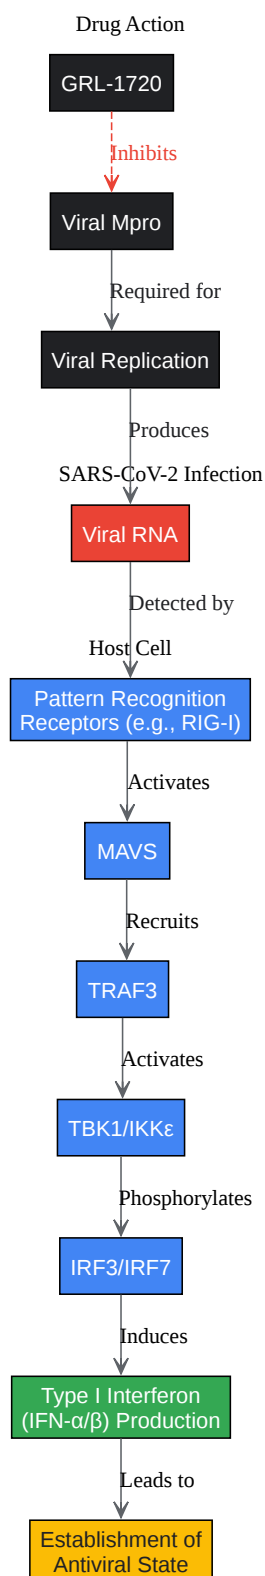 Drug Action
GRL-1720
Inhibits
Viral Mpro
Required for
Viral Replication
Produces
SARS-CoV-2 Infection
Viral RNA
Detected by
Host Cell
Pattern Recognition
Receptors (e.g., RIG-I)
Activates
MAVS
Recruits
TRAF3
Activates
TBK1/IKKε
Phosphorylates
IRF3/IRF7
Induces
Type I Interferon
(IFN-α/β) Production
Leads to
Establishment of
Antiviral State